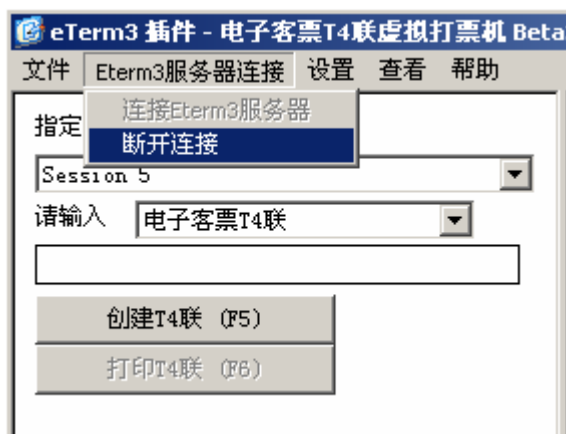 eTerm3 插件 - 电子客票T4联虚拟打票机 Beta
文件 Eterm3服务器连接 设置 查看 帮助
连接Eterm3服务器
指定
断开连接
Session 5
请输入 电子客票T4联
创建T4联 (F5)
打印T4联 (F6)